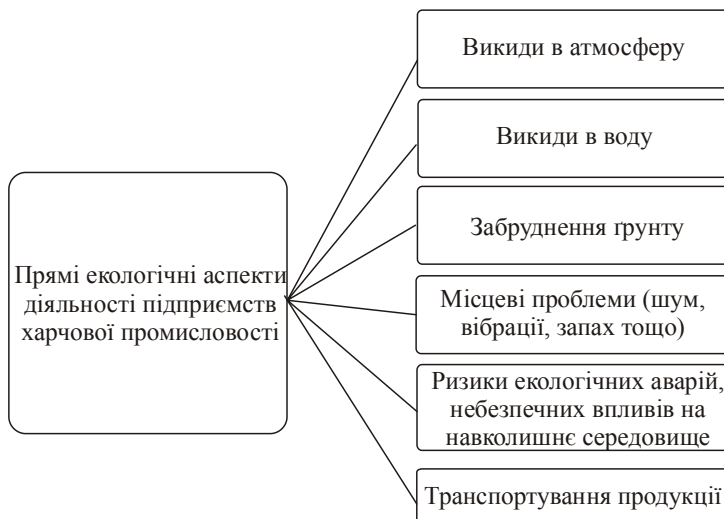 Прямі екологічні аспекти
діяльності підприємств
харчової промисловості
Викиди в атмосферу
Викиди в воду
Забруднення ґрунту
Місцеві проблеми (шум,
вібрації, запах тощо)
Ризики екологічних аварій,
небезпечних впливів на
навколишнє середовище
Транспортування продукції